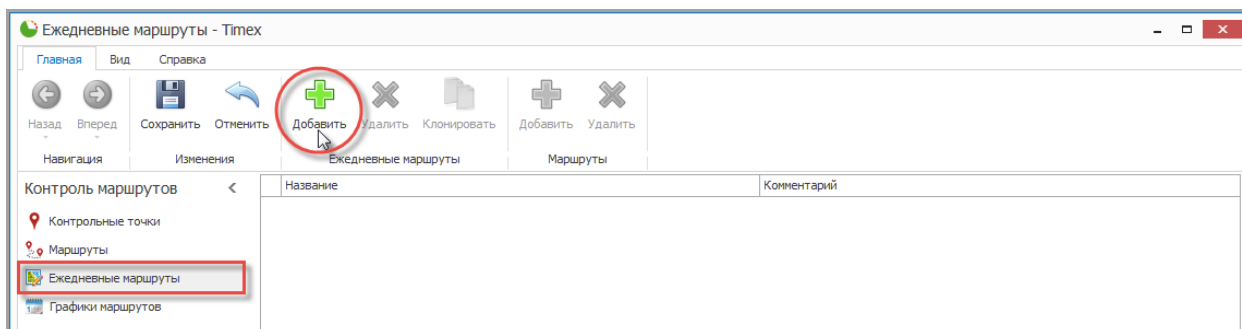 Ежедневные маршруты - Timex
Главная Вид Справка
Назад Вперед Сохранить Отменить Добавить Удалить Клонировать Добавить Удалить
Навигация Изменения Ежедневные маршруты Маршруты
Контроль маршрутов <
Название Комментарий
Контрольные точки
Маршруты
Ежедневные маршруты
Графики маршрутов